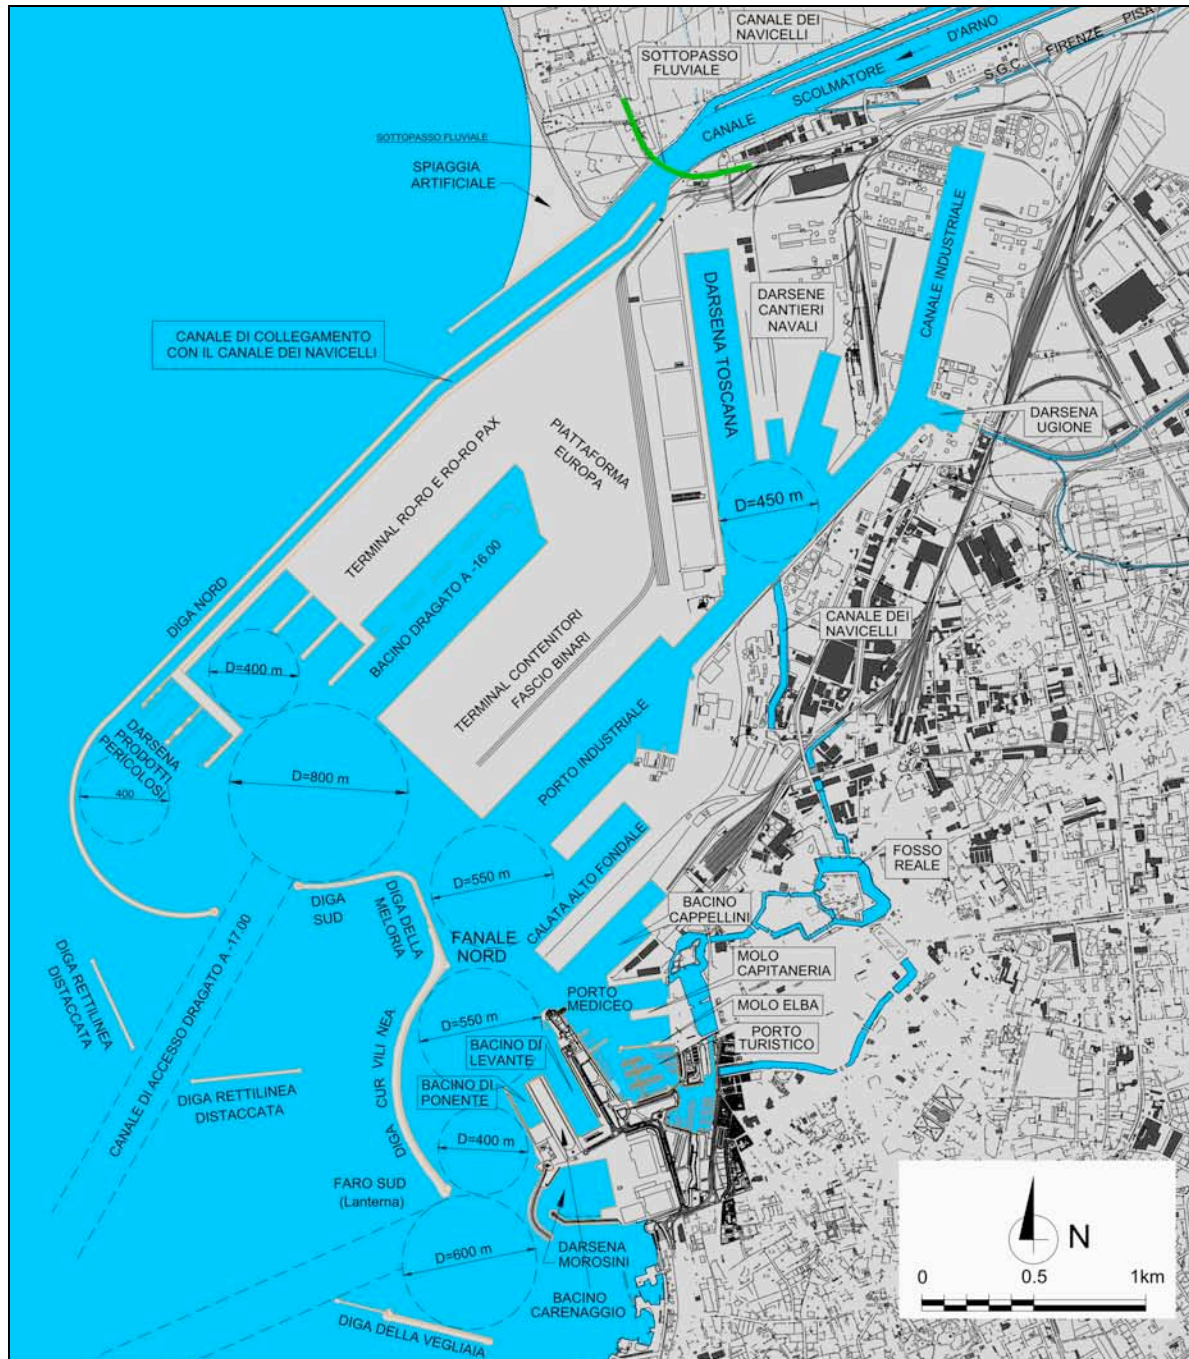 CANALE DEI
NAVICELLI
SOTTOPASSO
FLUVIALE
D'ARNO
S.G.C. FIRENZE PISA
SCOLMATORE
CANALE
SOTTOPASSO FLUVIALE
SPIAGGIA
ARTIFICIALE
CANALE INDUSTRIALE
DARSENA TOSCANA
DARSENE
CANTIERI
NAVALI
CANALE DI COLLEGAMENTO
CON IL CANALE DEI NAVICELLI
DARSENA
UGIONE
PIATTAFORMA
EUROPA
TERMINAL RO-RO E RO-RO PAX
D=450 m
BACINO DRAGATO A -16.00
DIGA NORD
CANALE DEI
NAVICELLI
D=400 m
TERMINAL CONTENITORI
FASCIO BINARI
DARSENA
PRODOTTI
PERICOLOSI
PORTO INDUSTRIALE
D=800 m
400
FOSSO
REALE
D=550 m
CALATA ALTO FONDALE
DIGA
SUD
DIGA DELLA
MELORIA
BACINO
CAPPELLINI
FANALE
NORD
MOLO
CAPITANERIA
DIGA RETTILINEA
DISTACCATA
CANALE DI ACCESSO DRAGATO A -17.00
PORTO
MEDICEO
MOLO ELBA
D=550 m
PORTO
TURISTICO
BACINO DI
LEVANTE
DIGA CUR VILI NEA
BACINO DI
PONENTE
DIGA RETTILINEA
DISTACCATA
D=400 m
FARO SUD
(Lanterna)
D=600 m
DARSENA
MOROSINI
BACINO
CARENAGGIO
DIGA DELLA VEGLIAIA
N
0 0.5 1km